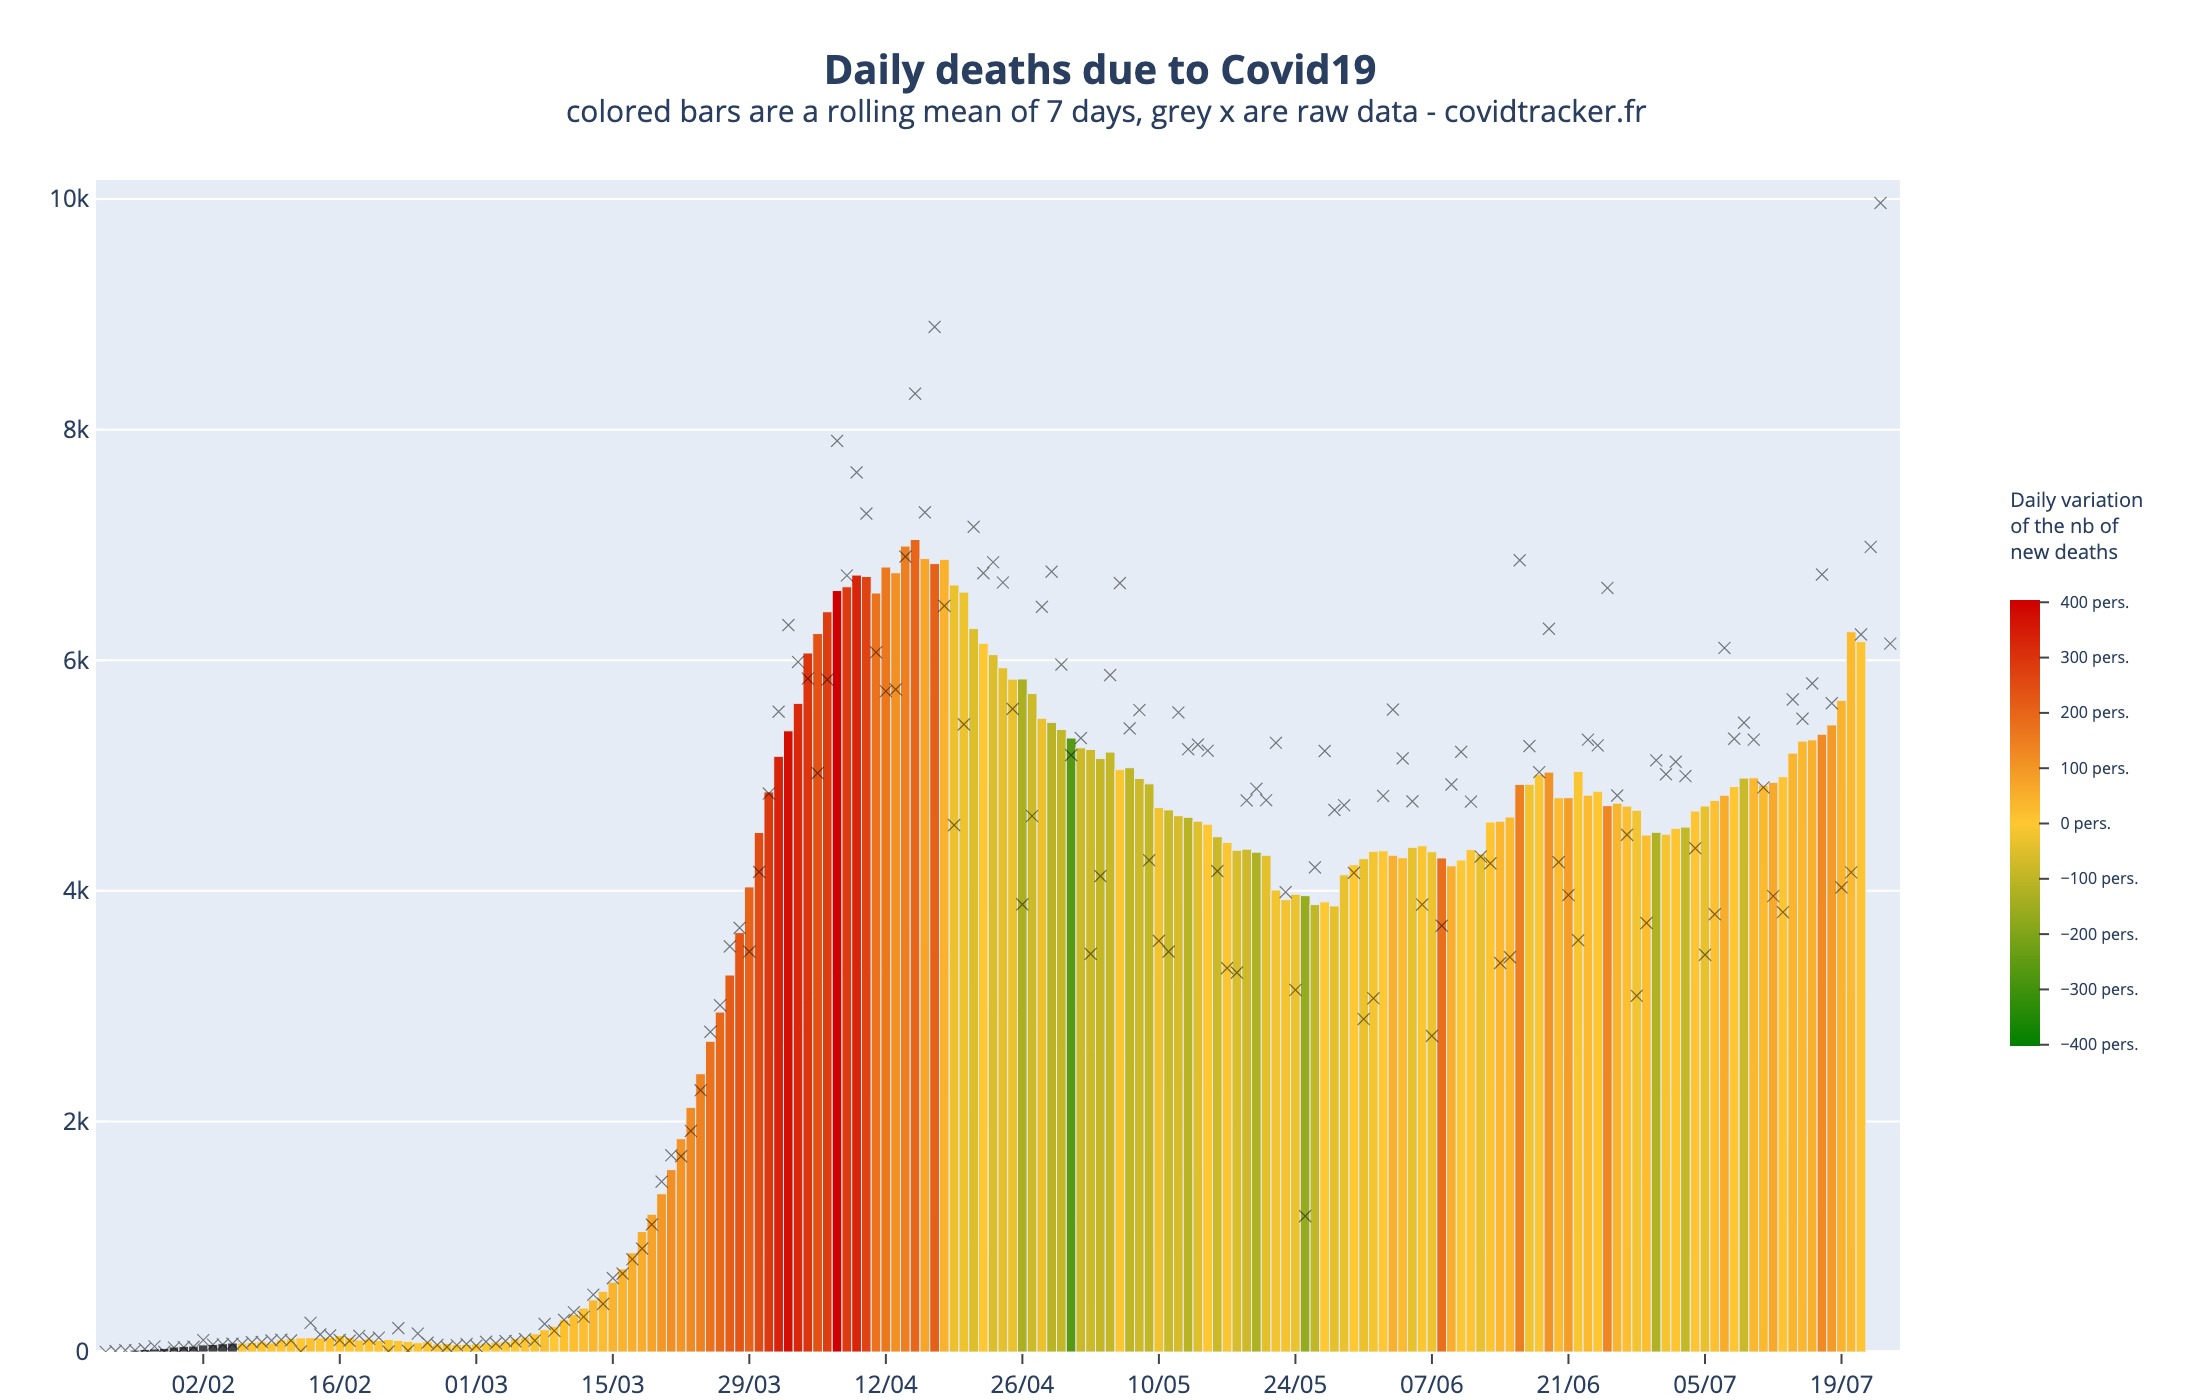 Daily deaths due to Covid19
colored bars are a rolling mean of 7 days, grey x are raw data - covidtracker.fr
10k
8k
6k
4k
2k
0
02/02 16/02 01/03 15/03 29/03 12/04 26/04 10/05 24/05 07/06 21/06 05/07 19/07
Daily variation
of the nb of
new deaths
400 pers.
300 pers.
200 pers.
100 pers.
0 pers.
−100 pers.
−200 pers.
−300 pers.
−400 pers.